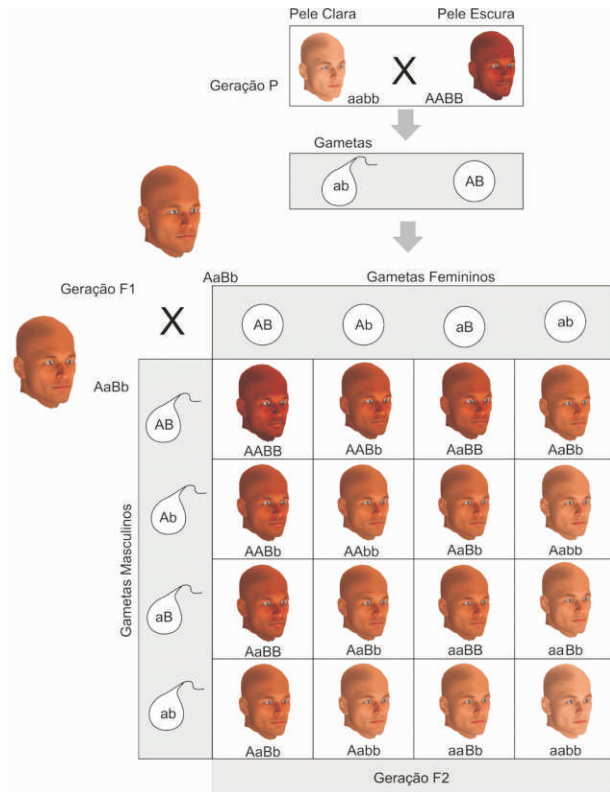 Pele Clara Pele Escura
X
Geração P
aabb AABB
Gametas
ab AB
AaBb Gametas Femininos
Geração F1
X
AB Ab aB ab
AaBb
Gametas Masculinos
AB
AABB AABb AaBB AaBb
Ab
AABb AAbb AaBb Aabb
aB
AaBB AaBb aaBB aaBb
ab
AaBb Aabb aaBb aabb
Geração F2